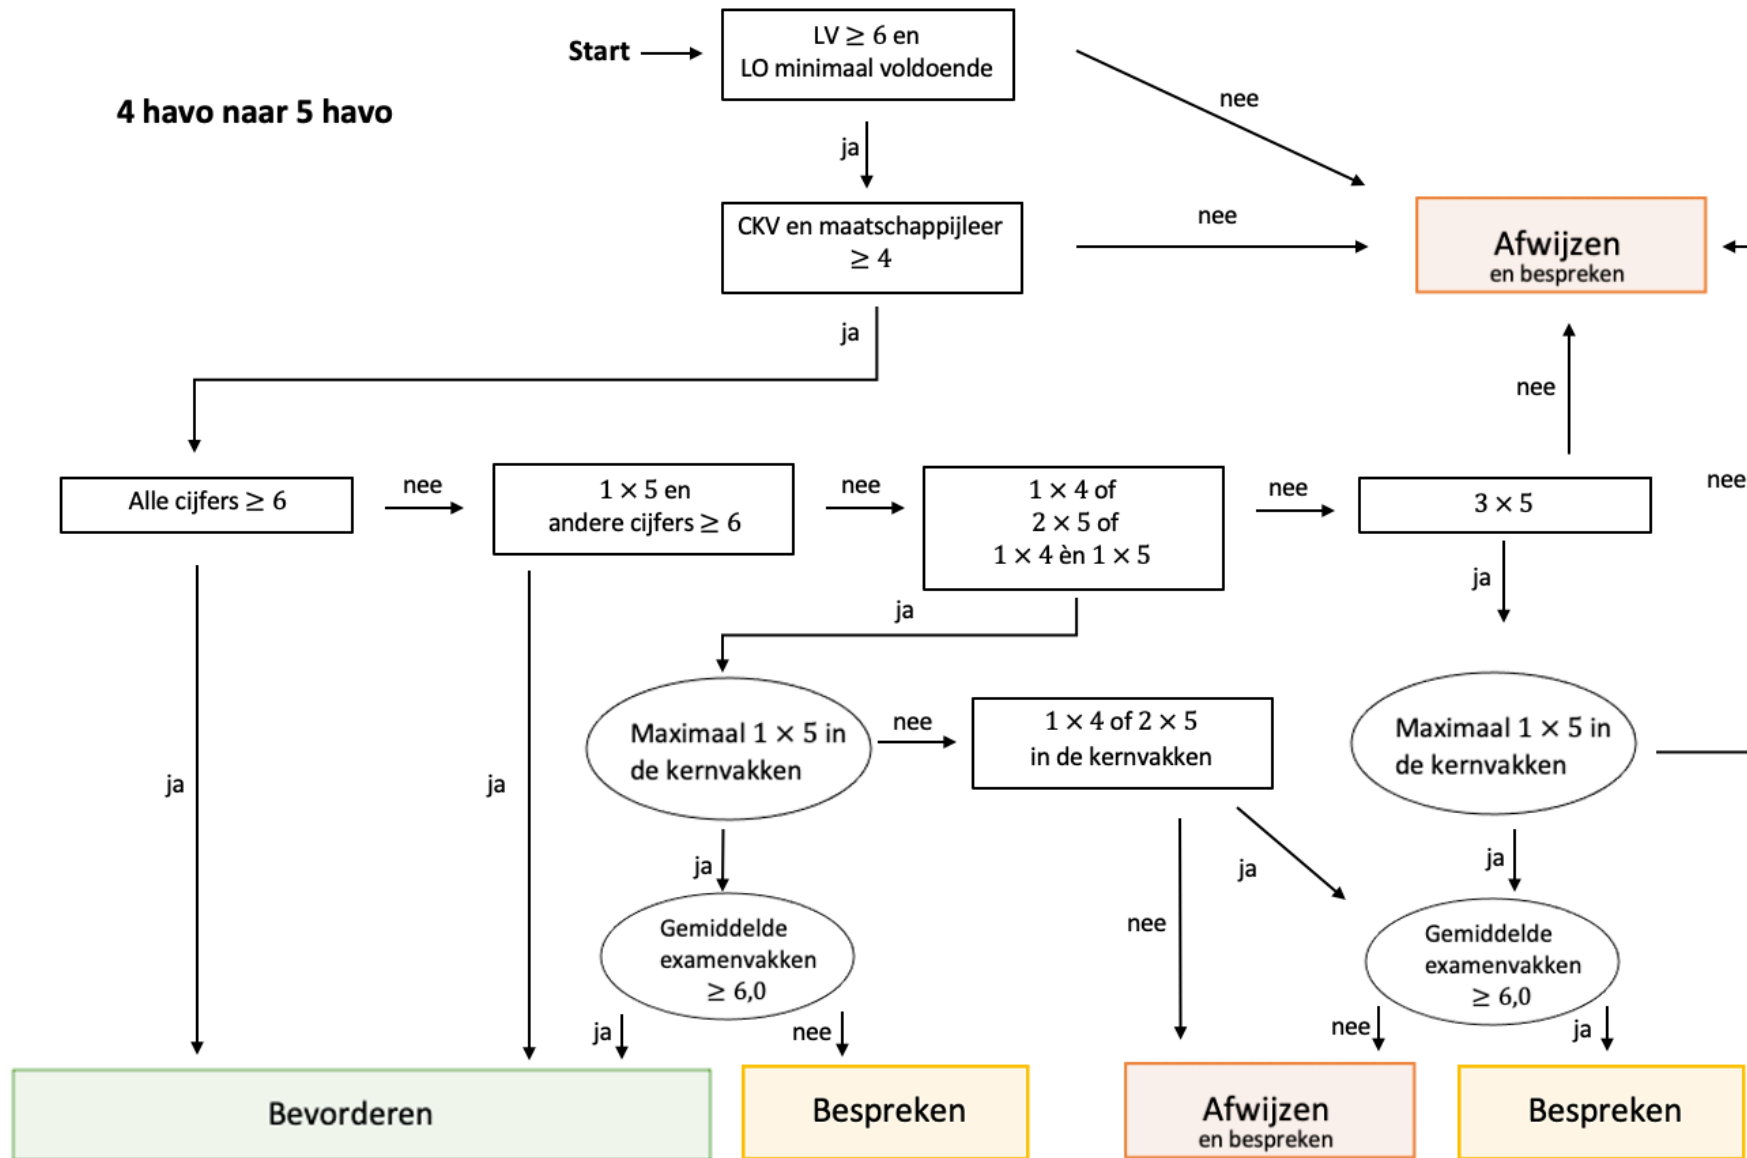 Start
LV ≥ 6 en
LO minimaal voldoende
4 havo naar 5 havo
nee
ja
CKV en maatschappijleer
≥ 4
nee
Afwijzen
en bespreken
ja
nee
Alle cijfers ≥ 6
nee
1 × 5 en
andere cijfers ≥ 6
nee
1 × 4 of
2 × 5 of
1 × 4 èn 1 × 5
nee
3 × 5
nee
ja
ja
Maximaal 1 × 5 in
de kernvakken
nee
1 × 4 of 2 × 5
in de kernvakken
Maximaal 1 × 5 in
de kernvakken
ja
ja
ja
ja
ja
nee
Gemiddelde
examenvakken
≥ 6,0
Gemiddelde
examenvakken
≥ 6,0
ja
nee
nee
ja
Bevorderen
Bespreken
Afwijzen
en bespreken
Bespreken